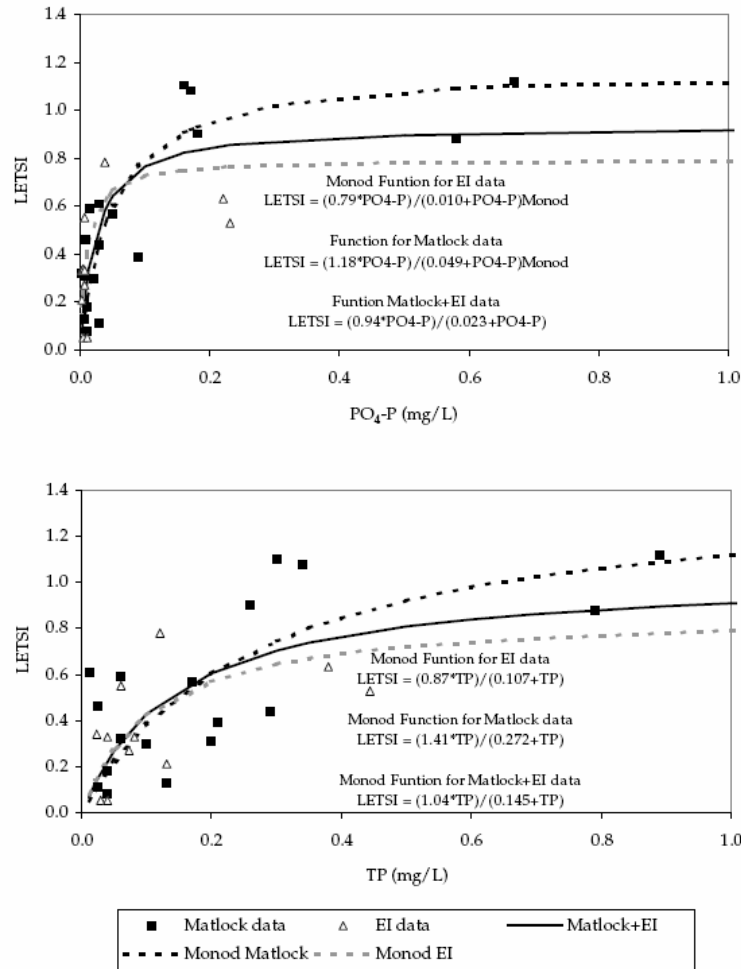 1.4
1.2
1.0
0.8
0.6
0.4
0.2
0.0
LETSI
Monod Funtion for EI data
LETSI = (0.79*PO4-P)/(0.010+PO4-P)Monod
Function for Matlock data
LETSI = (1.18*PO4-P)/(0.049+PO4-P)Monod
Funtion Matlock+EI data
LETSI = (0.94*PO4-P)/(0.023+PO4-P)
0.0 0.2 0.4 0.6 0.8 1.0
PO4-P (mg/L)
1.4
1.2
1.0
0.8
0.6
0.4
0.2
0.0
LETSI
Monod Funtion for EI data
LETSI = (0.87*TP)/(0.107+TP)
Monod Function for Matlock data
LETSI = (1.41*TP)/(0.272+TP)
Monod Function for Matlock+EI data
LETSI = (1.04*TP)/(0.145+TP)
0.0 0.2 0.4 0.6 0.8 1.0
TP (mg/L)
Matlock data EI data Matlock+EI
Monod Matlock Monod EI